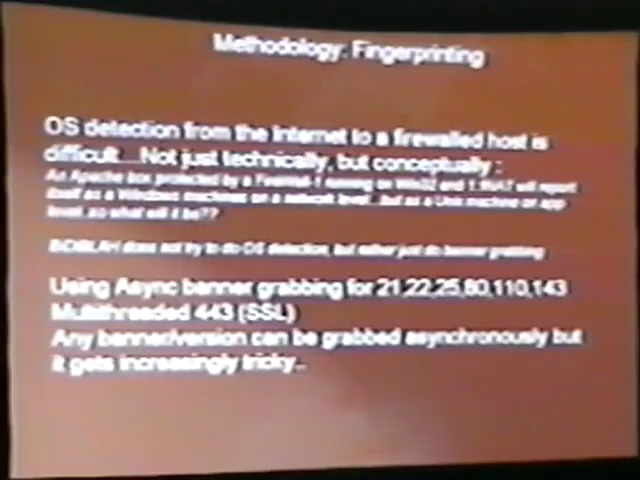 Methodology: Fingerprinting
OS detection from the Internet to a firewalled host is
difficult...Not just technically, but conceptually :
An Apache box protected by a Firewall-1 running on Win32 and 1:1NAT will report
itself as a Windows machines on a network level...but as a Unix machine on app
level..so what will it be??
does not try to do OS detection, but rather just do banner grabbing
Using Async banner grabbing for 21,22,25,80,110,143
Multithreaded 443 (SSL)
Any banner/version can be grabbed asynchronously but
it gets increasingly tricky..